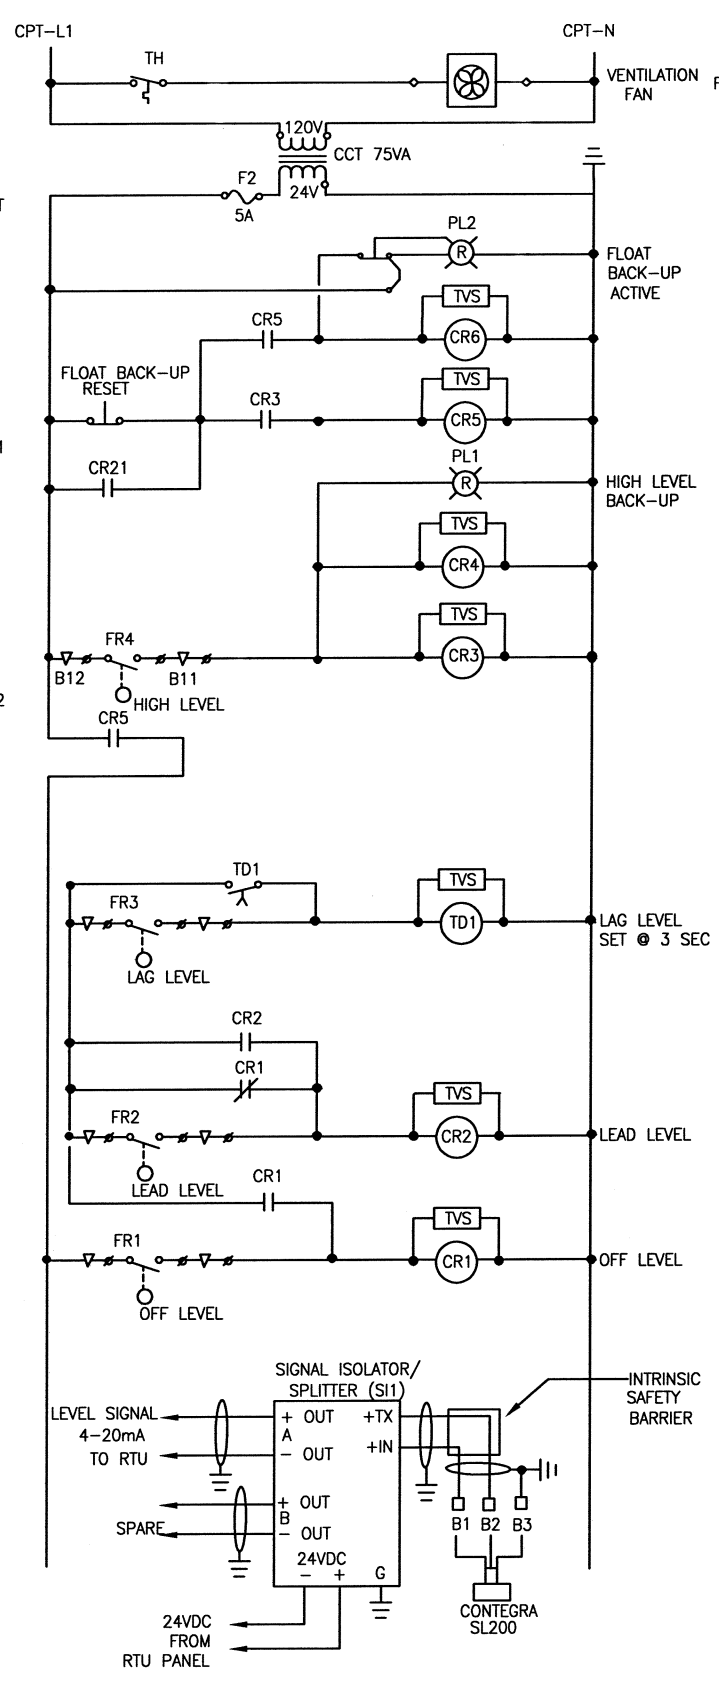 CPT-L1
CPT-N
TH
VENTILATION
FAN
F
120V
CCT 75VA
24V
F2
5A
T
PL2
R
FLOAT
BACK-UP
ACTIVE
TVS
CR5
CR6
FLOAT BACK-UP
RESET
TVS
CR3
CR5
PL1
R
CR21
HIGH LEVEL
BACK-UP
TVS
CR4
TVS
FR4
CR3
B12
B11
HIGH LEVEL
2
CR5
TD1
TVS
FR3
TD1
LAG LEVEL
SET @ 3 SEC
LAG LEVEL
CR2
CR1
TVS
FR2
CR2
LEAD LEVEL
LEAD LEVEL
CR1
TVS
FR1
CR1
OFF LEVEL
OFF LEVEL
SIGNAL ISOLATOR/
SPLITTER (SI1)
INTRINSIC
SAFETY
BARRIER
LEVEL SIGNAL
4-20mA
TO RTU
+ OUT
A
- OUT
+TX
+IN
+ OUT
B
- OUT
SPARE
24VDC
- +
G
B1 B2 B3
CONTEGRA
SL200
24VDC
FROM
RTU PANEL